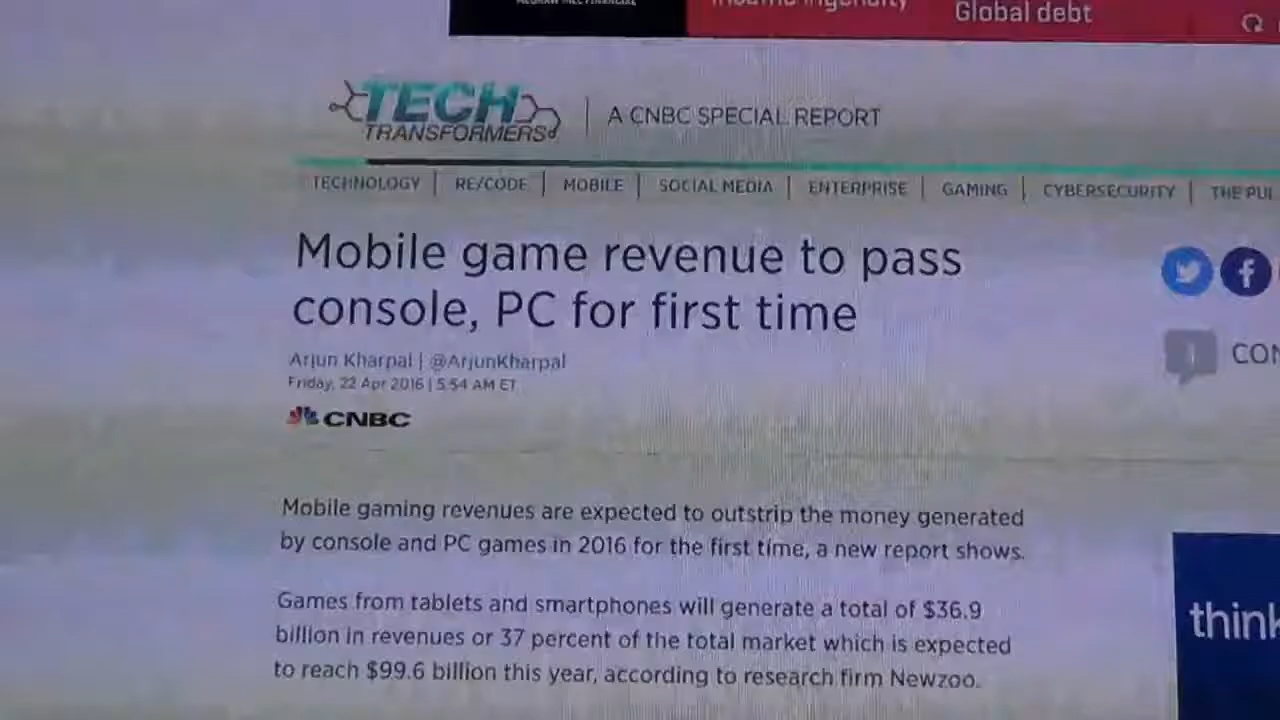 Global debt
TECH
TRANSFORMERS
A CNBC SPECIAL REPORT
TECHNOLOGY | RE/CODE | MOBILE | SOCIAL MEDIA | ENTERPRISE | GAMING | CYBERSECURITY | THE
Mobile game revenue to pass
console, PC for first time
Arjun Kharpal | @ArjunKharpal
Friday, 22 Apr 2016 | 5:54 AM ET
CNBC
Mobile gaming revenues are expected to outstrip the money generated
by console and PC games in 2016 for the first time, a new report shows.
Games from tablets and smartphones will generate a total of $36.9
billion in revenues or 37 percent of the total market which is expected
to reach $99.6 billion this year, according to research firm Newzoo.
think